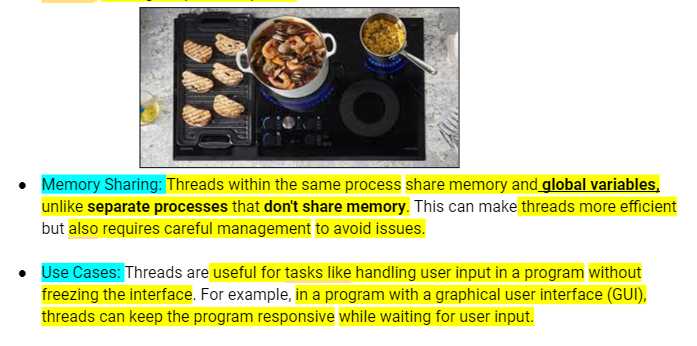 ● Memory Sharing: Threads within the same process share memory and global variables,
unlike separate processes that don't share memory. This can make threads more efficient
but also requires careful management to avoid issues.
● Use Cases: Threads are useful for tasks like handling user input in a program without
freezing the interface. For example, in a program with a graphical user interface (GUI),
threads can keep the program responsive while waiting for user input.